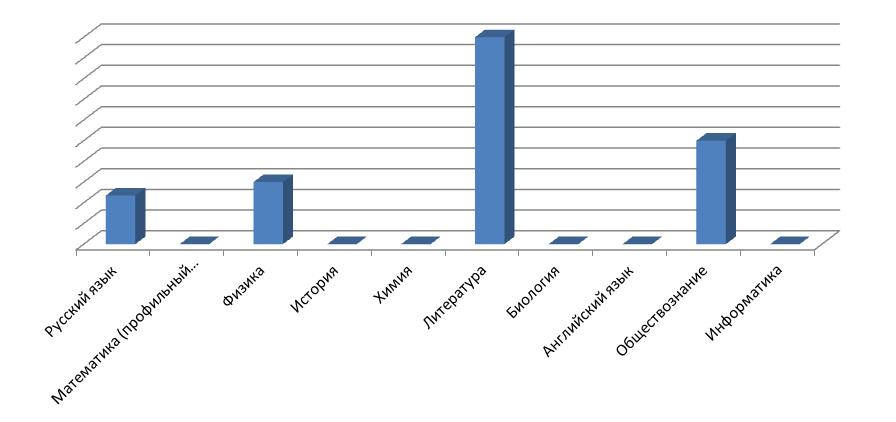 Русский язык
Математика (профильный...
Физика
История
Химия
Литература
Биология
Английский язык
Обществознание
Информатика